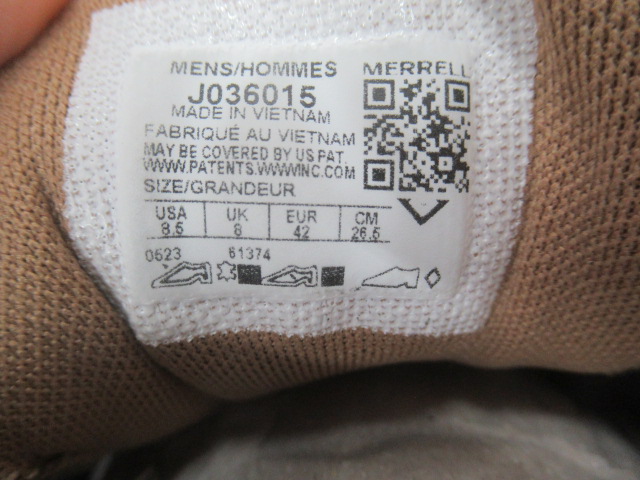 MENS/HOMMES MERRELL
J036015
MADE IN VIETNAM
FABRIQUÉ AU VIETNAM
MAY BE COVERED BY US PAT.
WWW.PATENTS.WWWINC.COM
SIZE/GRANDEUR
USA UK EUR CM
8.5 8 42 26.5
0623 61374